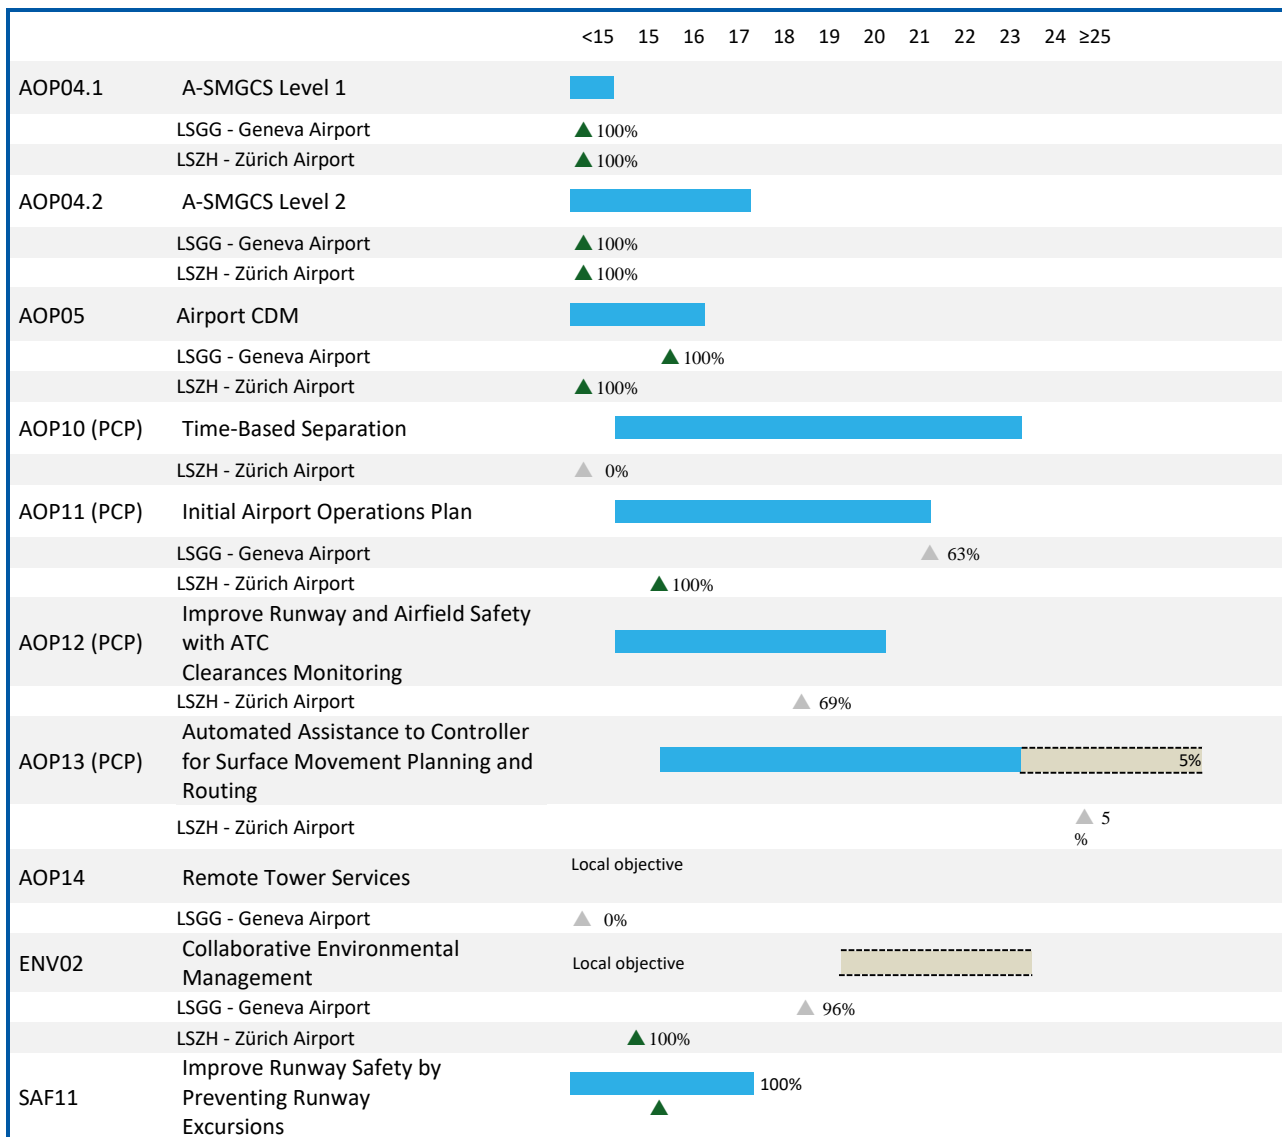 <15 15 16 17 18 19 20 21 22 23 24 ≥25
AOP04.1 A-SMGCS Level 1
LSGG - Geneva Airport 100%
LSZH - Zürich Airport 100%
AOP04.2 A-SMGCS Level 2
LSGG - Geneva Airport 100%
LSZH - Zürich Airport 100%
AOP05 Airport CDM
LSGG - Geneva Airport 100%
LSZH - Zürich Airport 100%
AOP10 (PCP) Time-Based Separation
LSZH - Zürich Airport 0%
AOP11 (PCP) Initial Airport Operations Plan
LSGG - Geneva Airport 63%
LSZH - Zürich Airport 100%
Improve Runway and Airfield Safety
AOP12 (PCP) with ATC
Clearances Monitoring
LSZH - Zürich Airport 69%
Automated Assistance to Controller
AOP13 (PCP) for Surface Movement Planning and 5%
Routing
LSZH - Zürich Airport 5
%
AOP14 Remote Tower Services Local objective
LSGG - Geneva Airport 0%
ENV02 Collaborative Environmental Local objective
Management
LSGG - Geneva Airport 96%
LSZH - Zürich Airport 100%
Improve Runway Safety by 100%
SAF11 Preventing Runway
Excursions